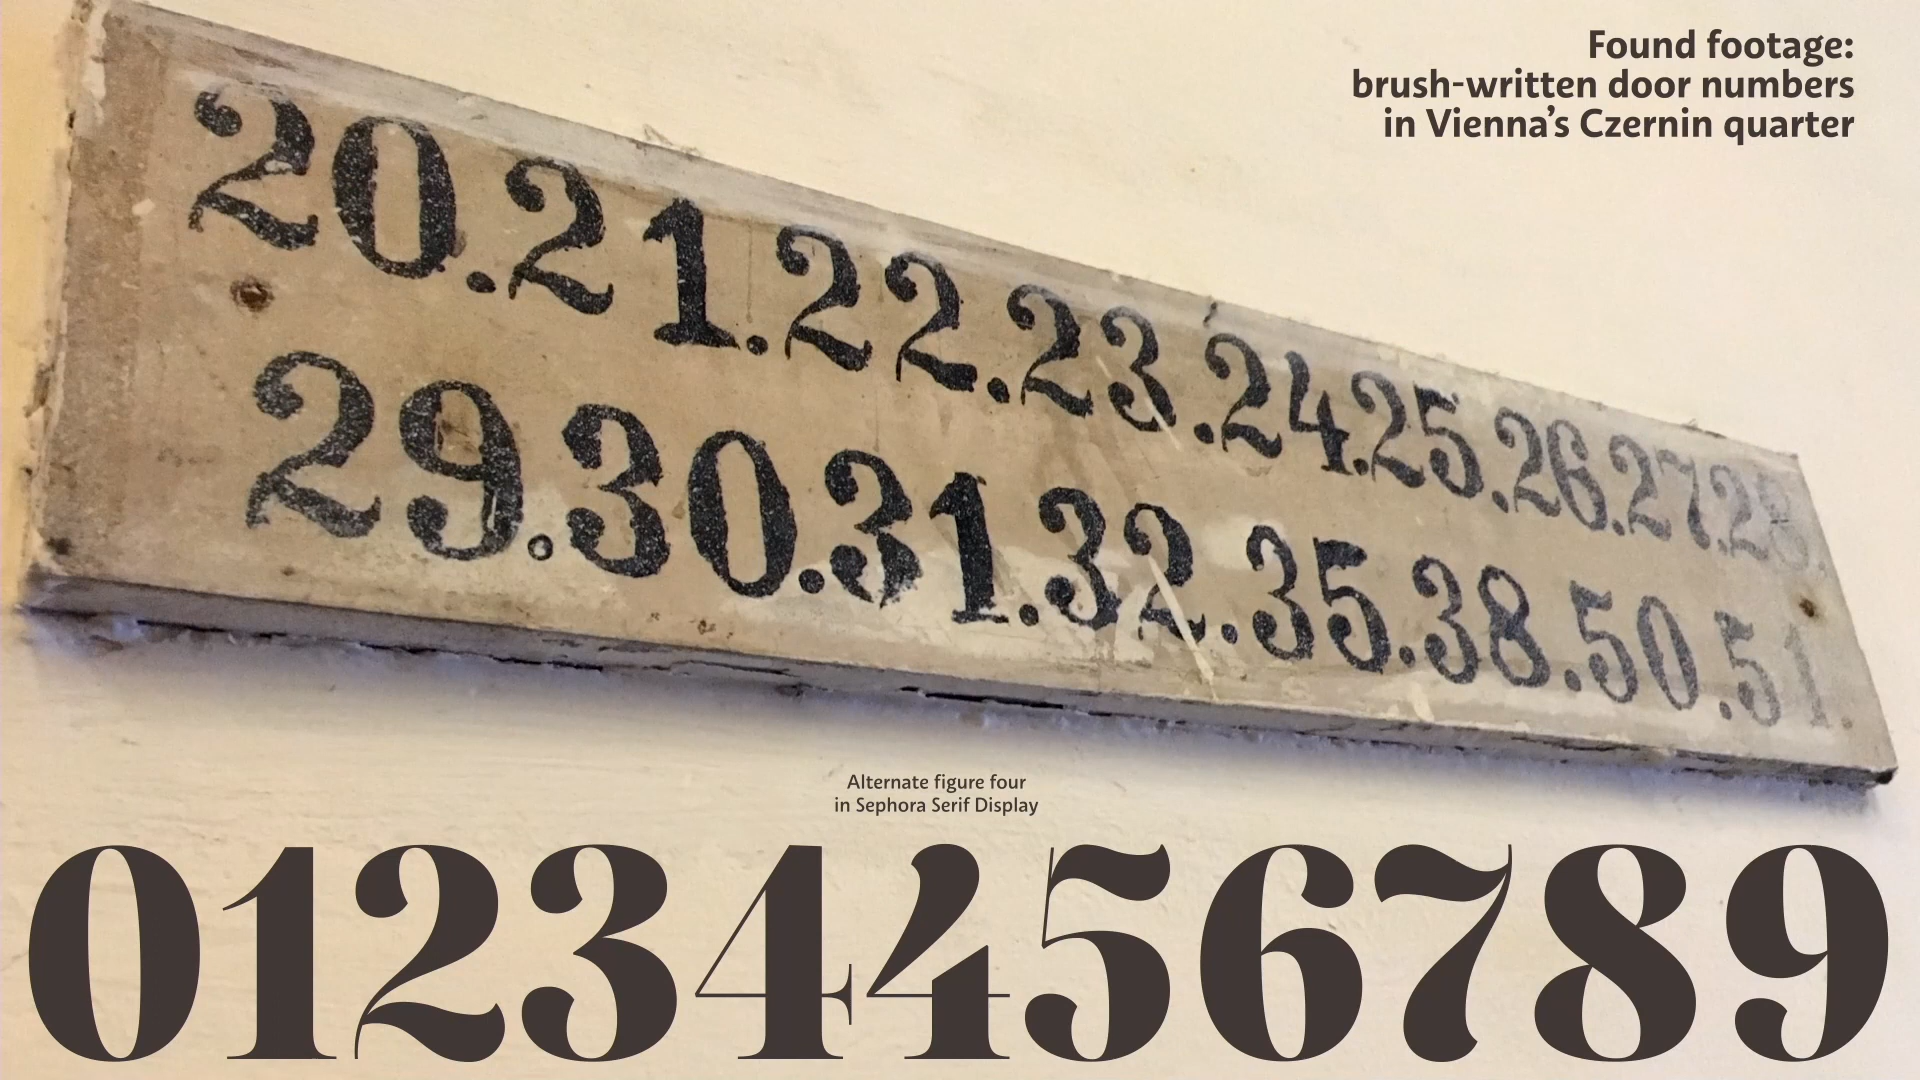 Found footage:
brush-written door numbers
in Vienna’s Czernin quarter
20.21.22.23.24.25.26.27.28.
29.30.31.32.35.38.50.51.
Alternate figure four
in Sephora Serif Display
01234456789